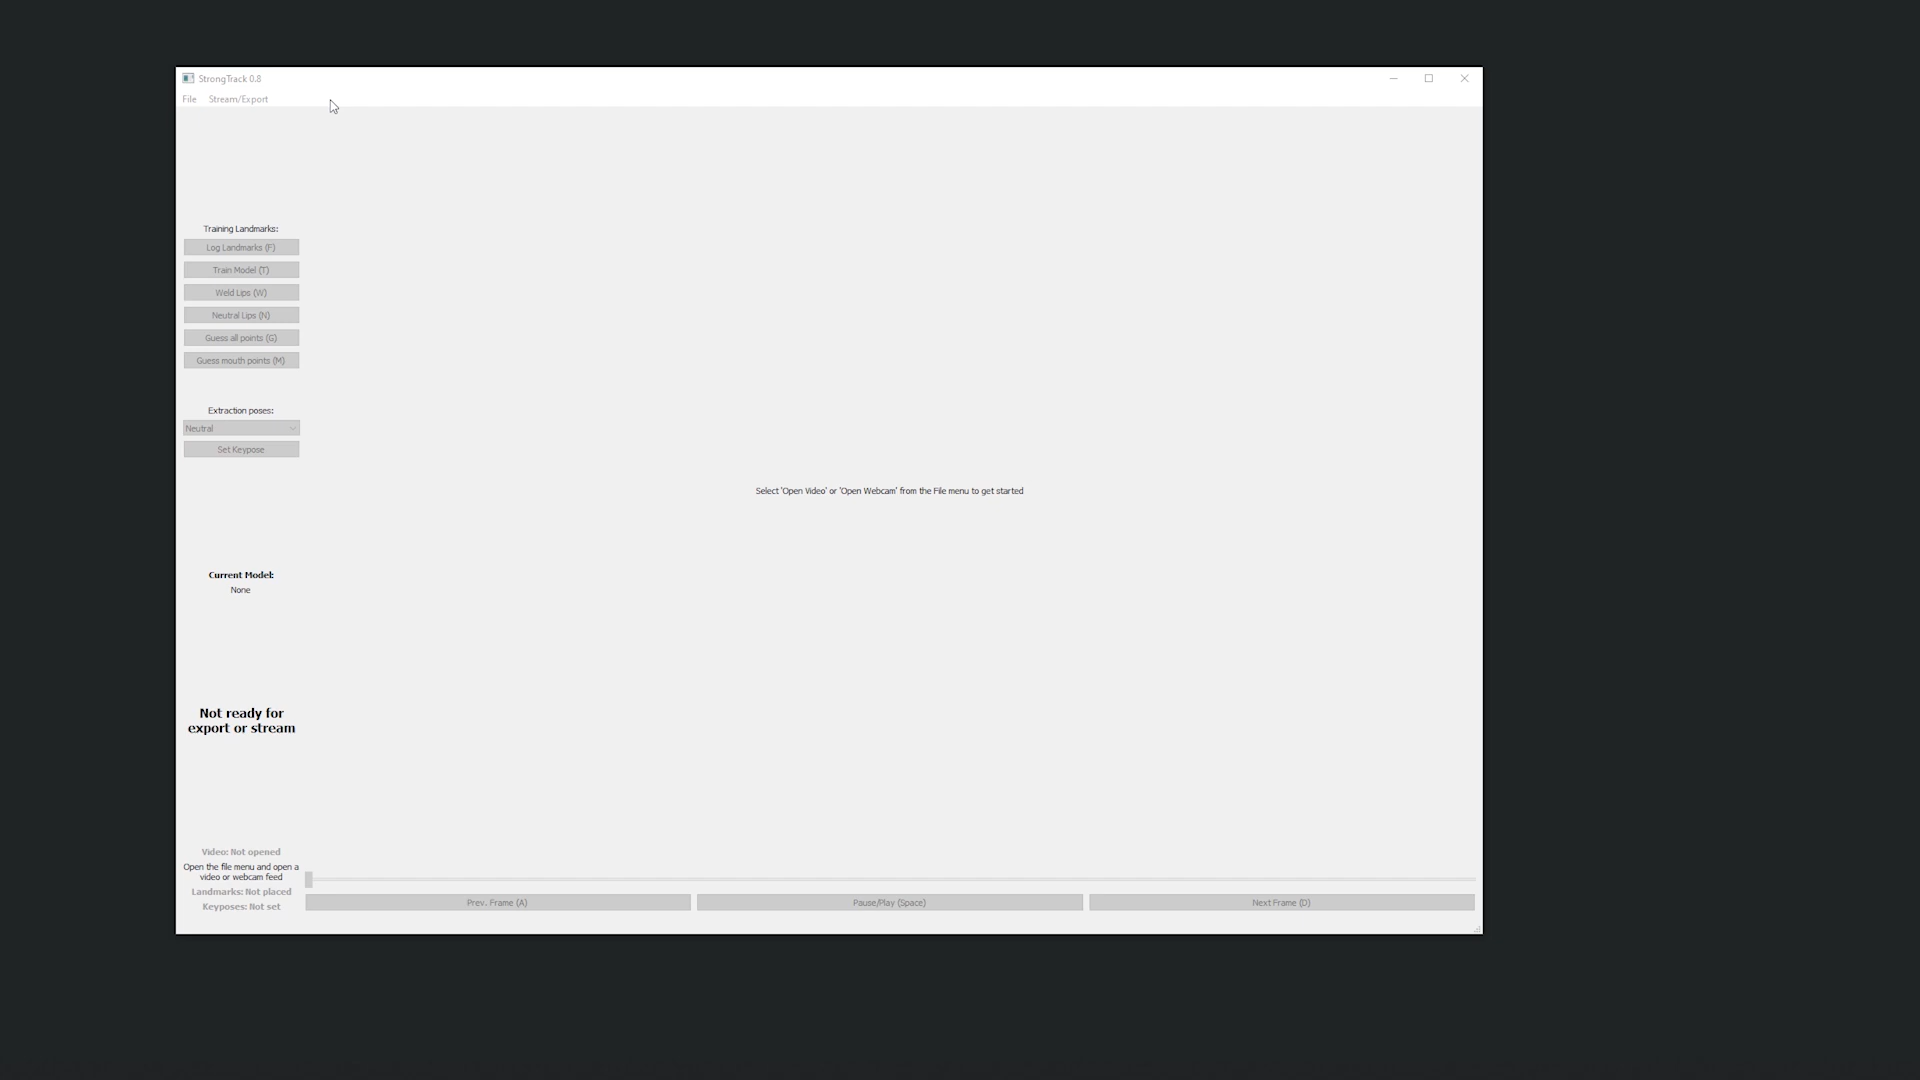 StrongTrack 0.8
File Stream/Export
Training Landmarks:
Log Landmarks (F)
Train Model (T)
Weld Lips (W)
Neutral Lips (N)
Guess all points (G)
Guess mouth points (M)
Extraction poses:
Neutral
Set Keypose
Select 'Open Video' or 'Open Webcam' from the File menu to get started
Current Model:
None
Not ready for
export or stream
Video: Not opened
Open the file menu and open a
video or webcam feed
Landmarks: Not placed
Keyposes: Not set
Prev. Frame (A) Pause/Play (Space) Next Frame (D)